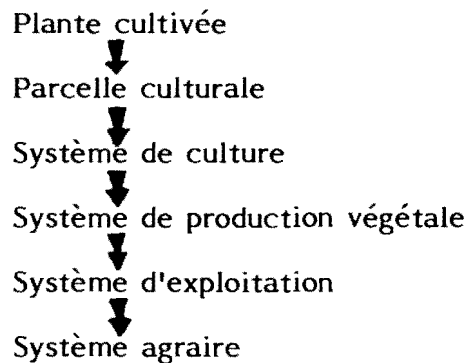 Plante cultivée
Parcelle culturale
Système de culture
Système de production végétale
Système d'exploitation
Système agraire